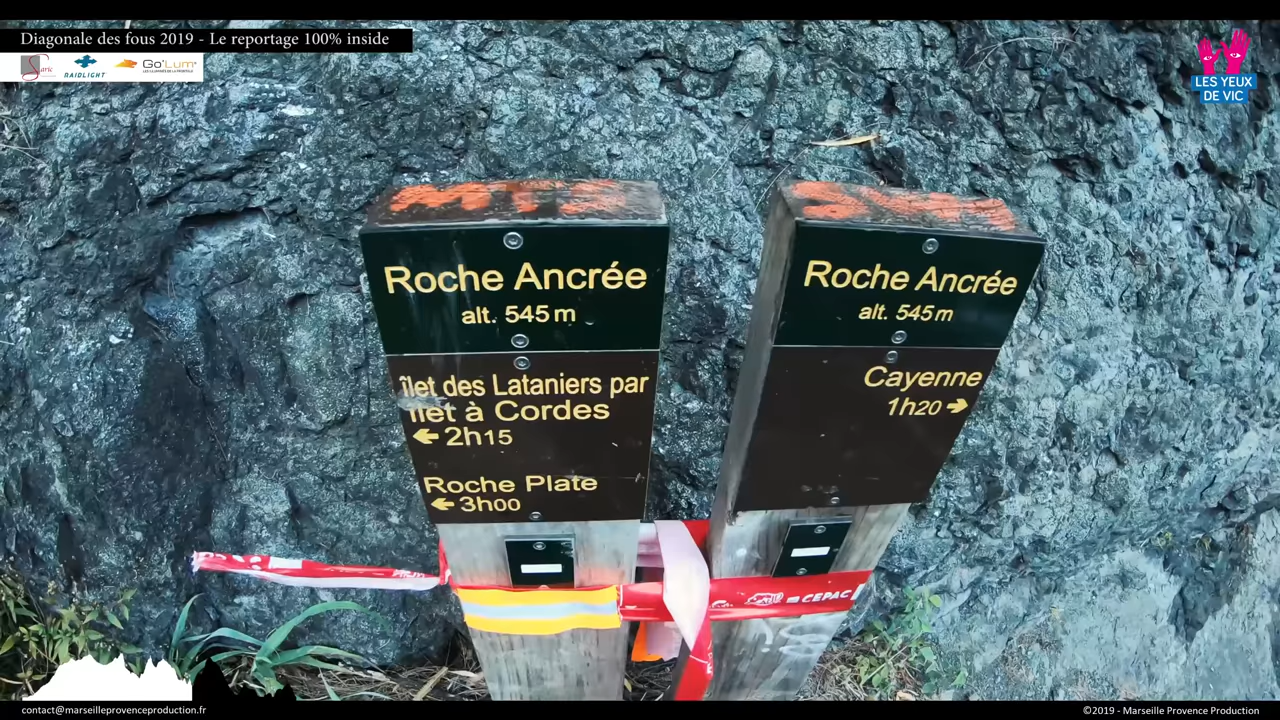 Diagonale des fous 2019 - Le reportage 100% inside
RAIDLIGHT
Go'Lum
LES YEUX
DE VIC
Roche Ancrée
alt. 545 m
îlet des Lataniers par
îlet à Cordes
← 2h15
Roche Plate
← 3h00
Roche Ancrée
alt. 545 m
Cayenne
1h20 →
CEPAC
contact@marseilleprovenceproduction.fr
©2019 - Marseille Provence Production